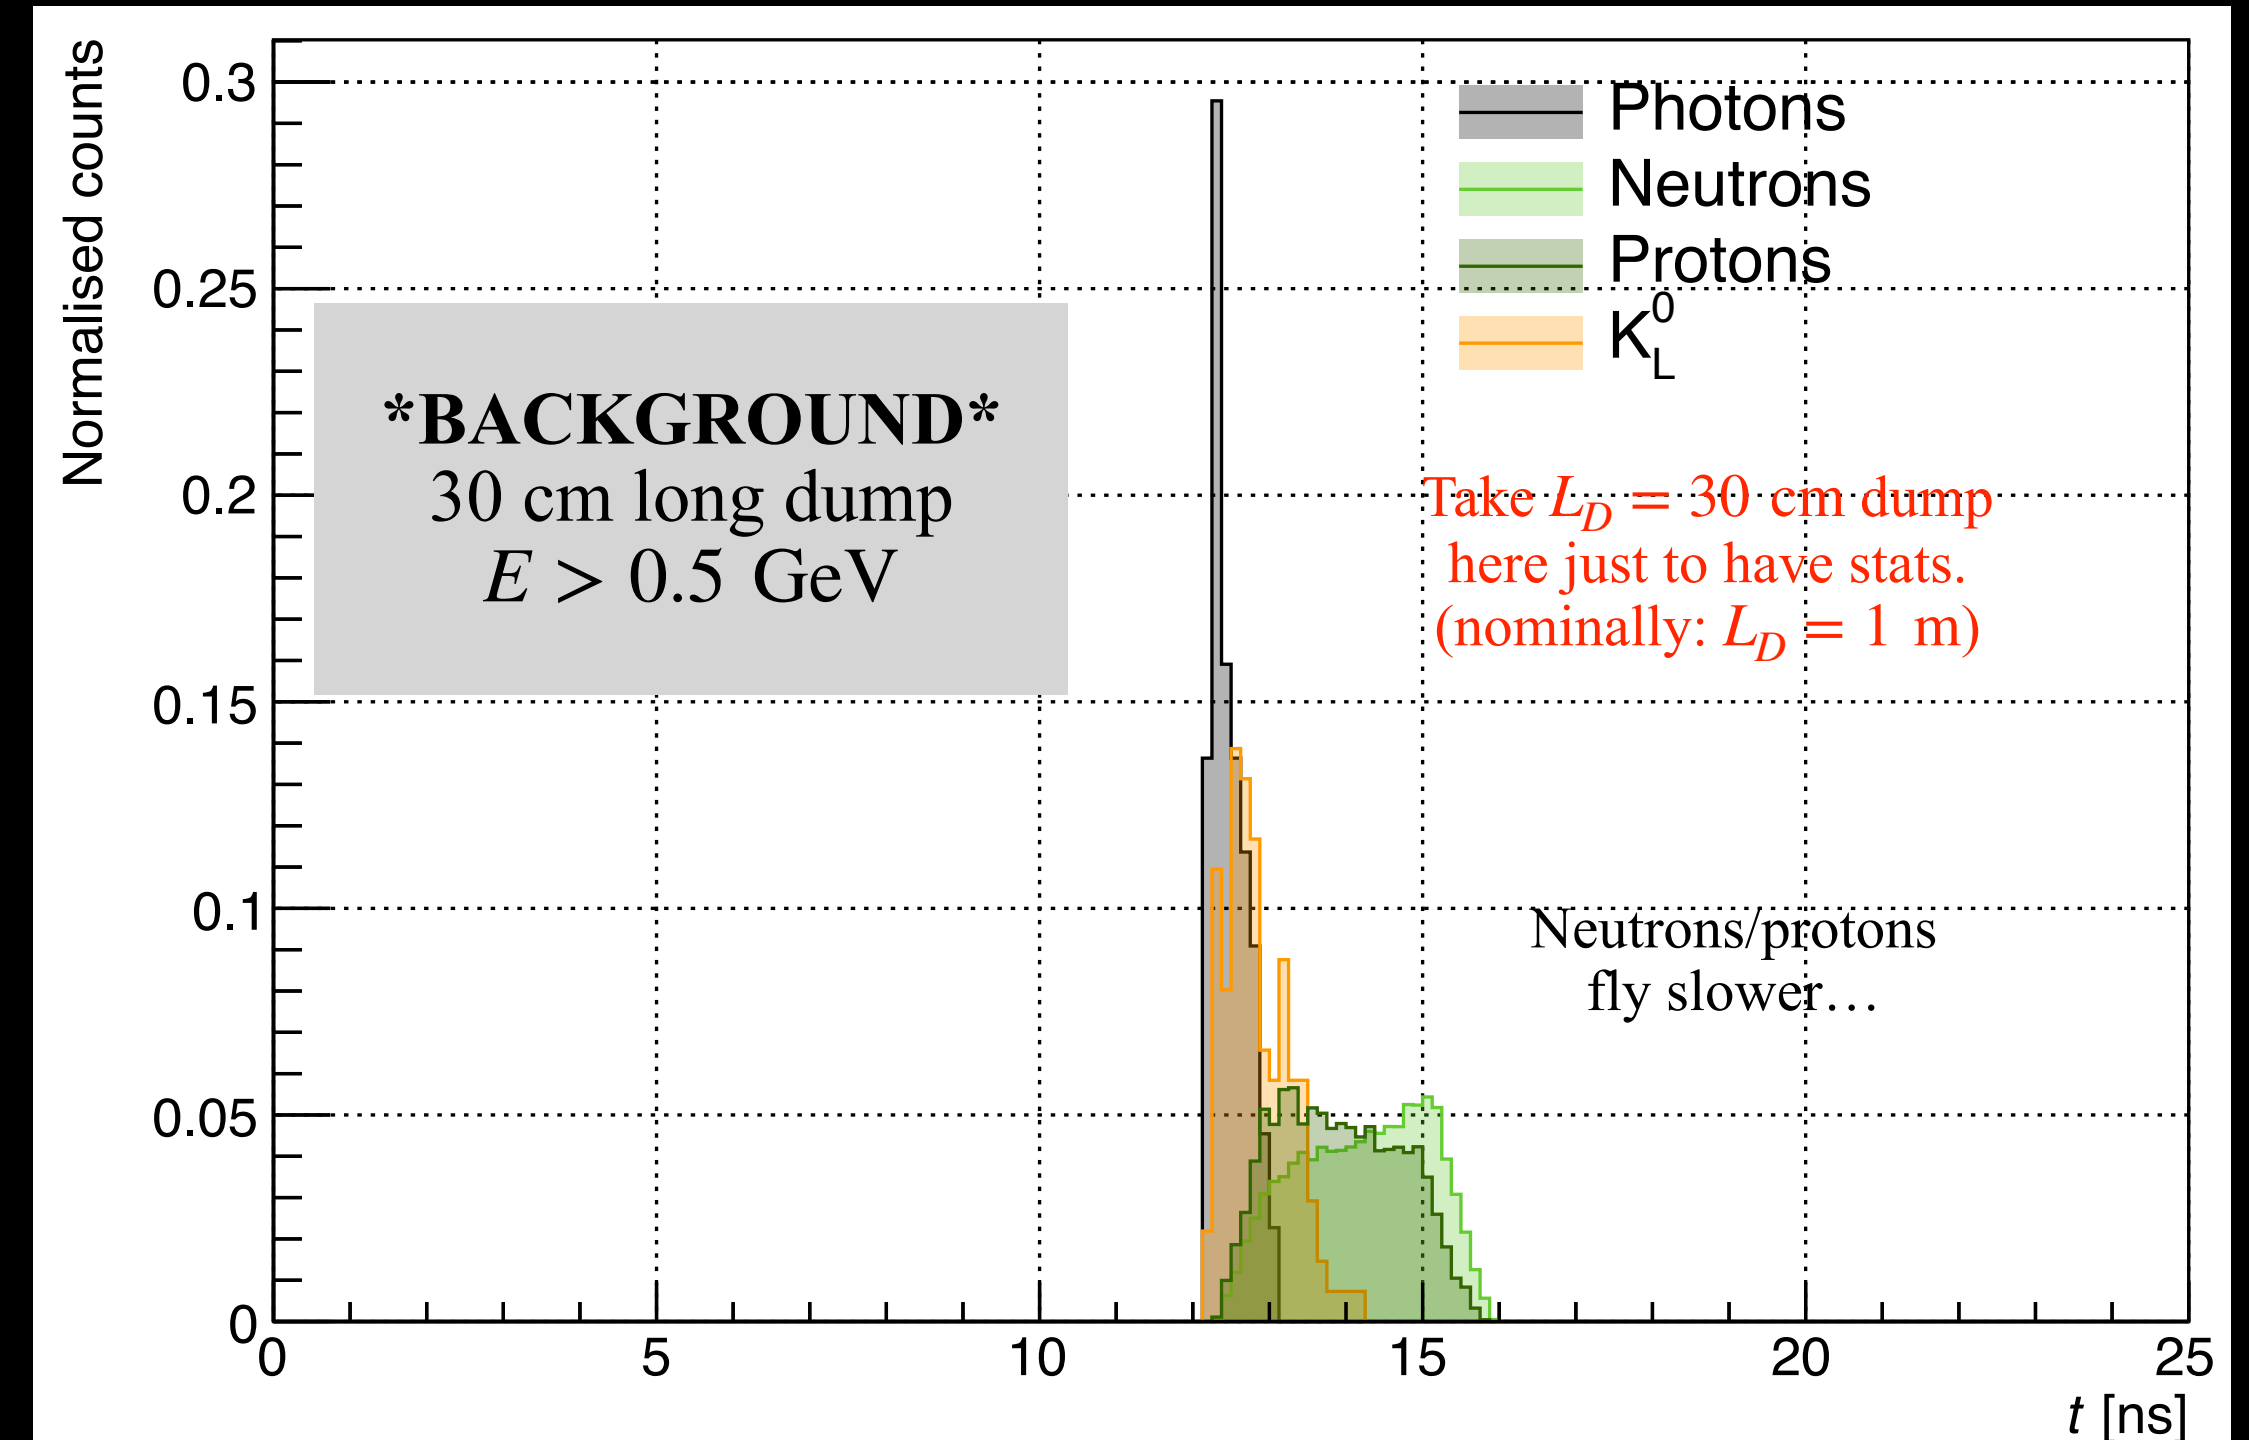 Normalised counts
0.3
0.25
0.2
0.15
0.1
0.05
0
0 5 10 15 20 25
t [ns]
Photons
Neutrons
Protons
K⁰_L
*BACKGROUND*
30 cm long dump
E > 0.5 GeV
Take L_D = 30 cm dump
here just to have stats.
(nominally: L_D = 1 m)
Neutrons/protons
fly slower…